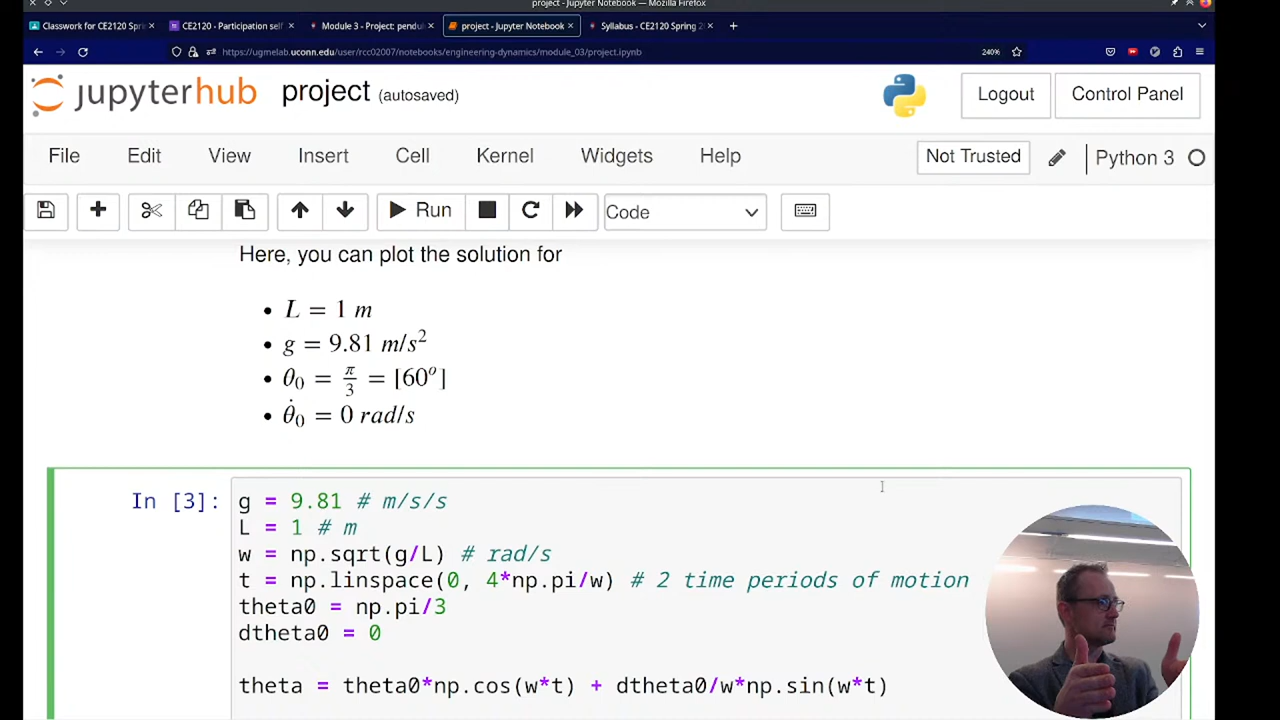 project - Jupyter Notebook — Mozilla Firefox
Classwork for CE2120 Spri
CE2120 - Participation self
Module 3 - Project: pendu
project - Jupyter Notebook
Syllabus - CE2120 Spring 2
https://ugmelab.uconn.edu/user/rcc02007/notebooks/engineering-dynamics/module_03/project.ipynb
240%
jupyterhub project (autosaved)
Logout
Control Panel
File Edit View Insert Cell Kernel Widgets Help
Not Trusted
Python 3
Run
Code
Here, you can plot the solution for
• L = 1 m
• g = 9.81 m/s²
• θ₀ = π/3 = [60°]
• θ̇₀ = 0 rad/s
In [3]:
g = 9.81 # m/s/s
L = 1 # m
w = np.sqrt(g/L) # rad/s
t = np.linspace(0, 4*np.pi/w) # 2 time periods of motion
theta0 = np.pi/3
dtheta0 = 0
theta = theta0*np.cos(w*t) + dtheta0/w*np.sin(w*t)